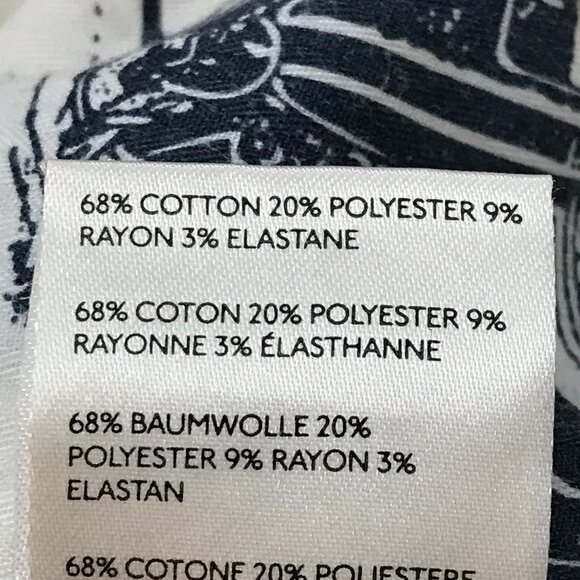 68% COTTON 20% POLYESTER 9%
RAYON 3% ELASTANE
68% COTON 20% POLYESTER 9%
RAYONNE 3% ÉLASTHANNE
68% BAUMWOLLE 20%
POLYESTER 9% RAYON 3%
ELASTAN
68% COTONE 20% POLIESTERE